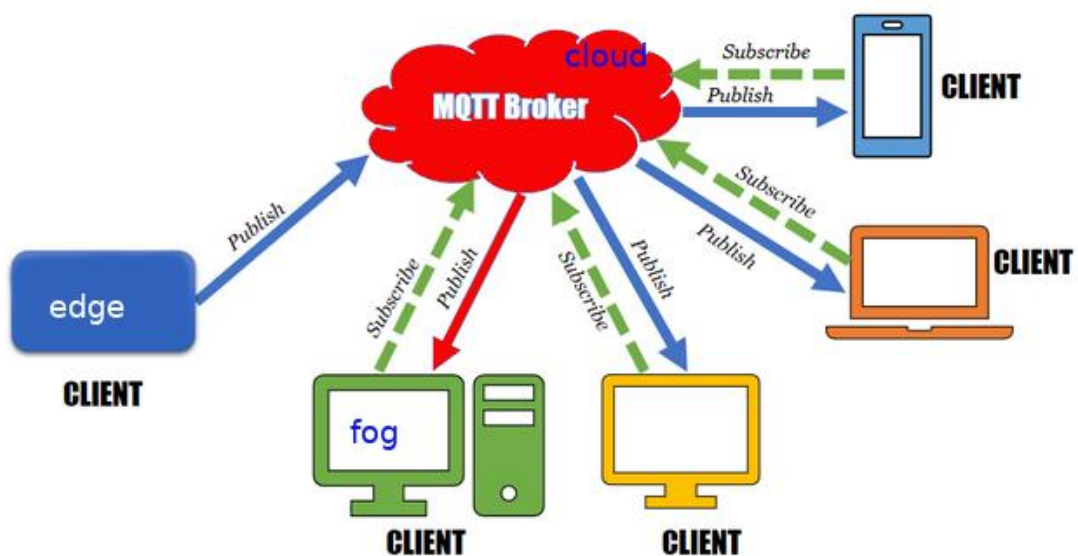 cloud
MQTT Broker
Subscribe
Publish
CLIENT
Subscribe
Publish
CLIENT
Publish
edge
CLIENT
Subscribe
Publish
fog
CLIENT
Subscribe
Publish
CLIENT